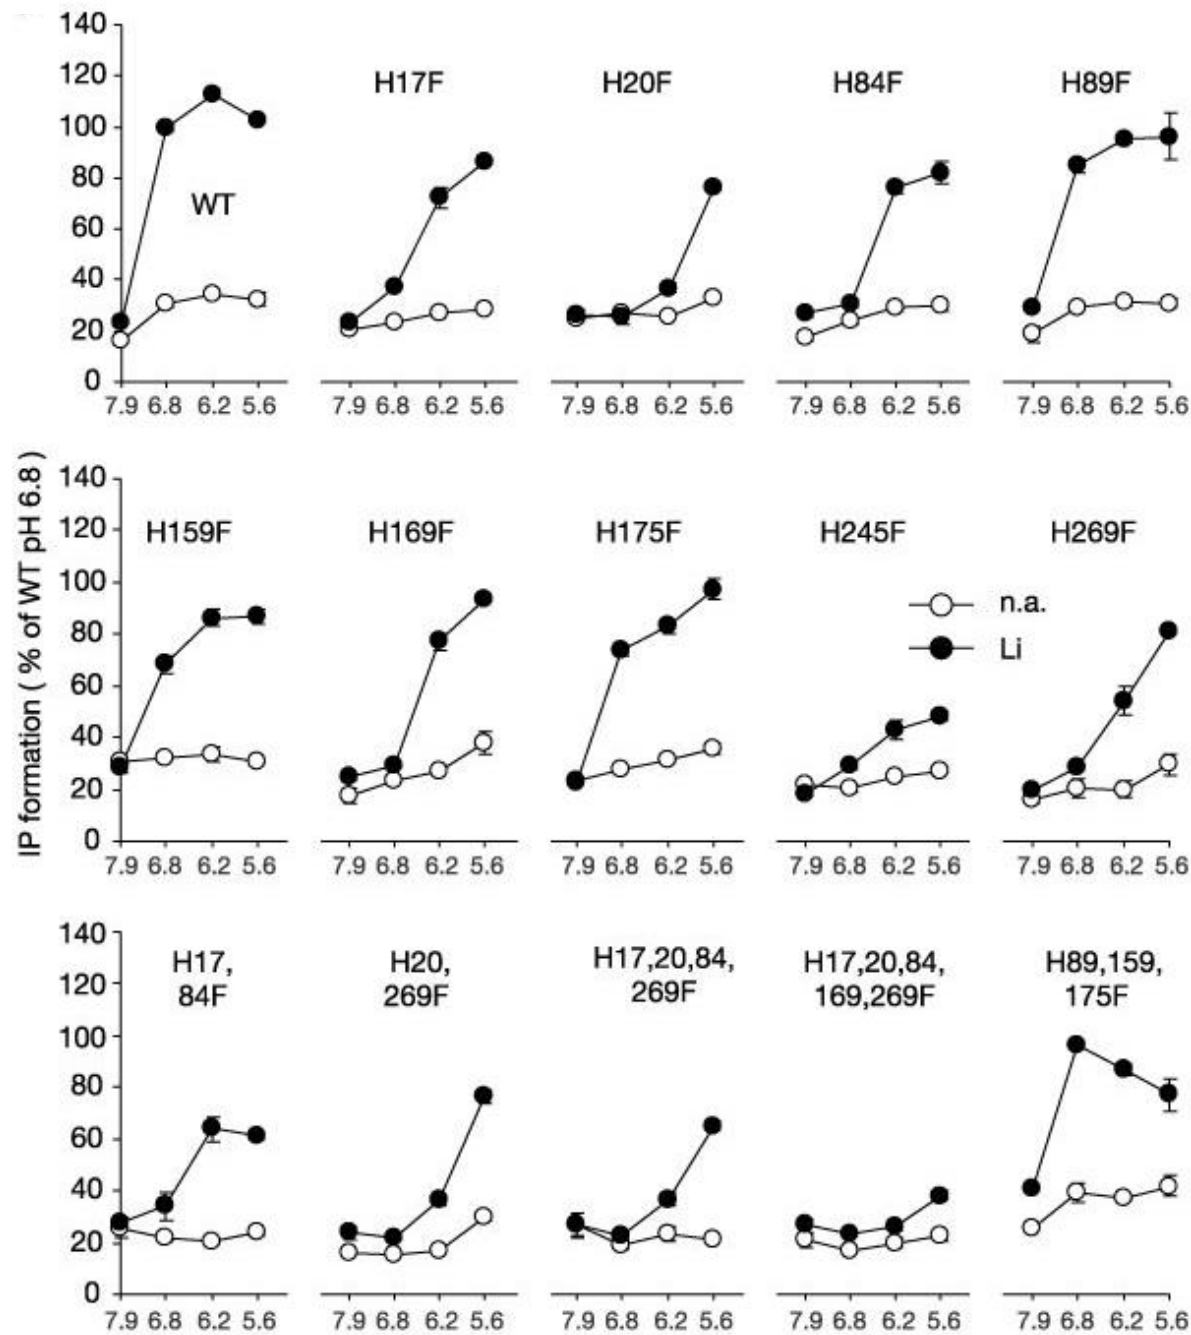 140
120
100
80
60
40
20
0
WT
H17F
H20F
H84F
H89F
7.9 6.8 6.2 5.6
7.9 6.8 6.2 5.6
7.9 6.8 6.2 5.6
7.9 6.8 6.2 5.6
7.9 6.8 6.2 5.6
IP formation ( % of WT pH 6.8 )
140
120
100
80
60
40
20
0
H159F
H169F
H175F
H245F
H269F
n.a.
Li
7.9 6.8 6.2 5.6
7.9 6.8 6.2 5.6
7.9 6.8 6.2 5.6
7.9 6.8 6.2 5.6
7.9 6.8 6.2 5.6
140
120
100
80
60
40
20
0
H17,
84F
H20,
269F
H17,20,84,
269F
H17,20,84,
169,269F
H89,159,
175F
7.9 6.8 6.2 5.6
7.9 6.8 6.2 5.6
7.9 6.8 6.2 5.6
7.9 6.8 6.2 5.6
7.9 6.8 6.2 5.6